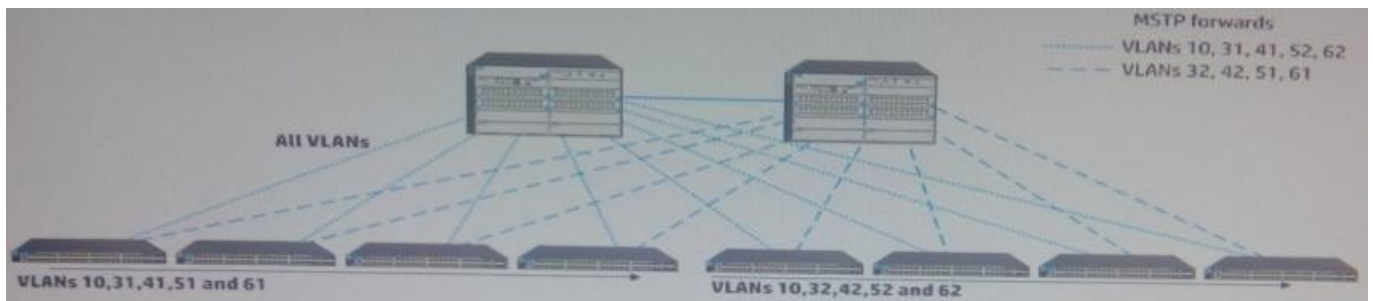 MSTP forwards
VLANs 10, 31, 41, 52, 62
VLANs 32, 42, 51, 61
All VLANs
VLANs 10,31,41,51 and 61
VLANs 10,32,42,52 and 62